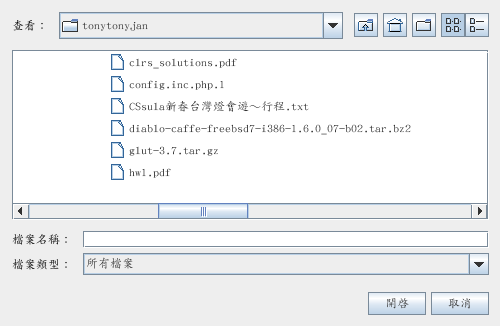 查看：
tonytony.jan
clrs_solutions.pdf
config.inc.php.1
CSsula新春台灣燈會遊～行程.txt
diablo-caffe-freebsd7-i386-1.6.0_07-b02.tar.bz2
glut-3.7.tar.gz
hw1.pdf
檔案名稱：
檔案類型：
所有檔案
開啓
取消